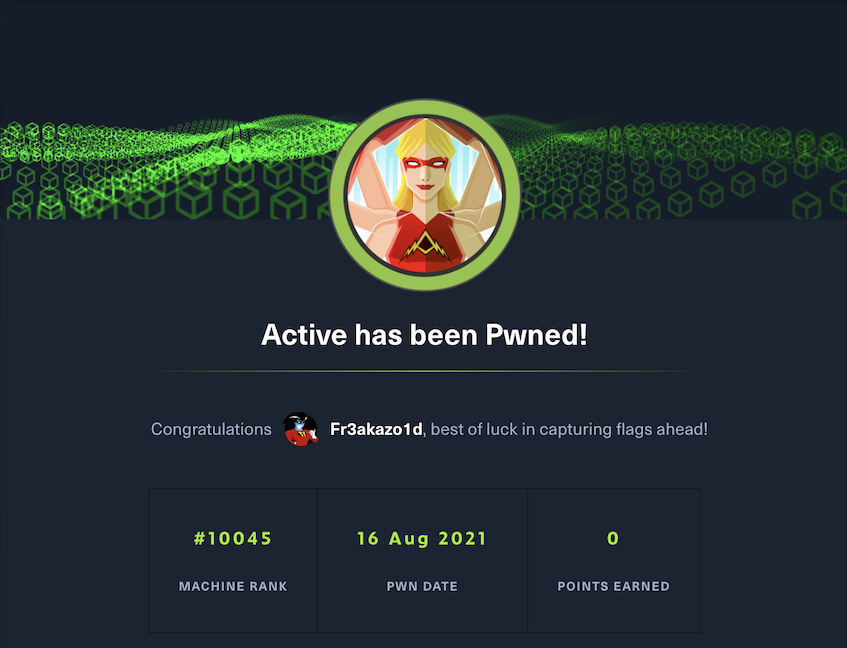 Active has been Pwned!
Congratulations Fr3akazo1d, best of luck in capturing flags ahead!
#10045 16 Aug 2021 0
MACHINE RANK PWN DATE POINTS EARNED